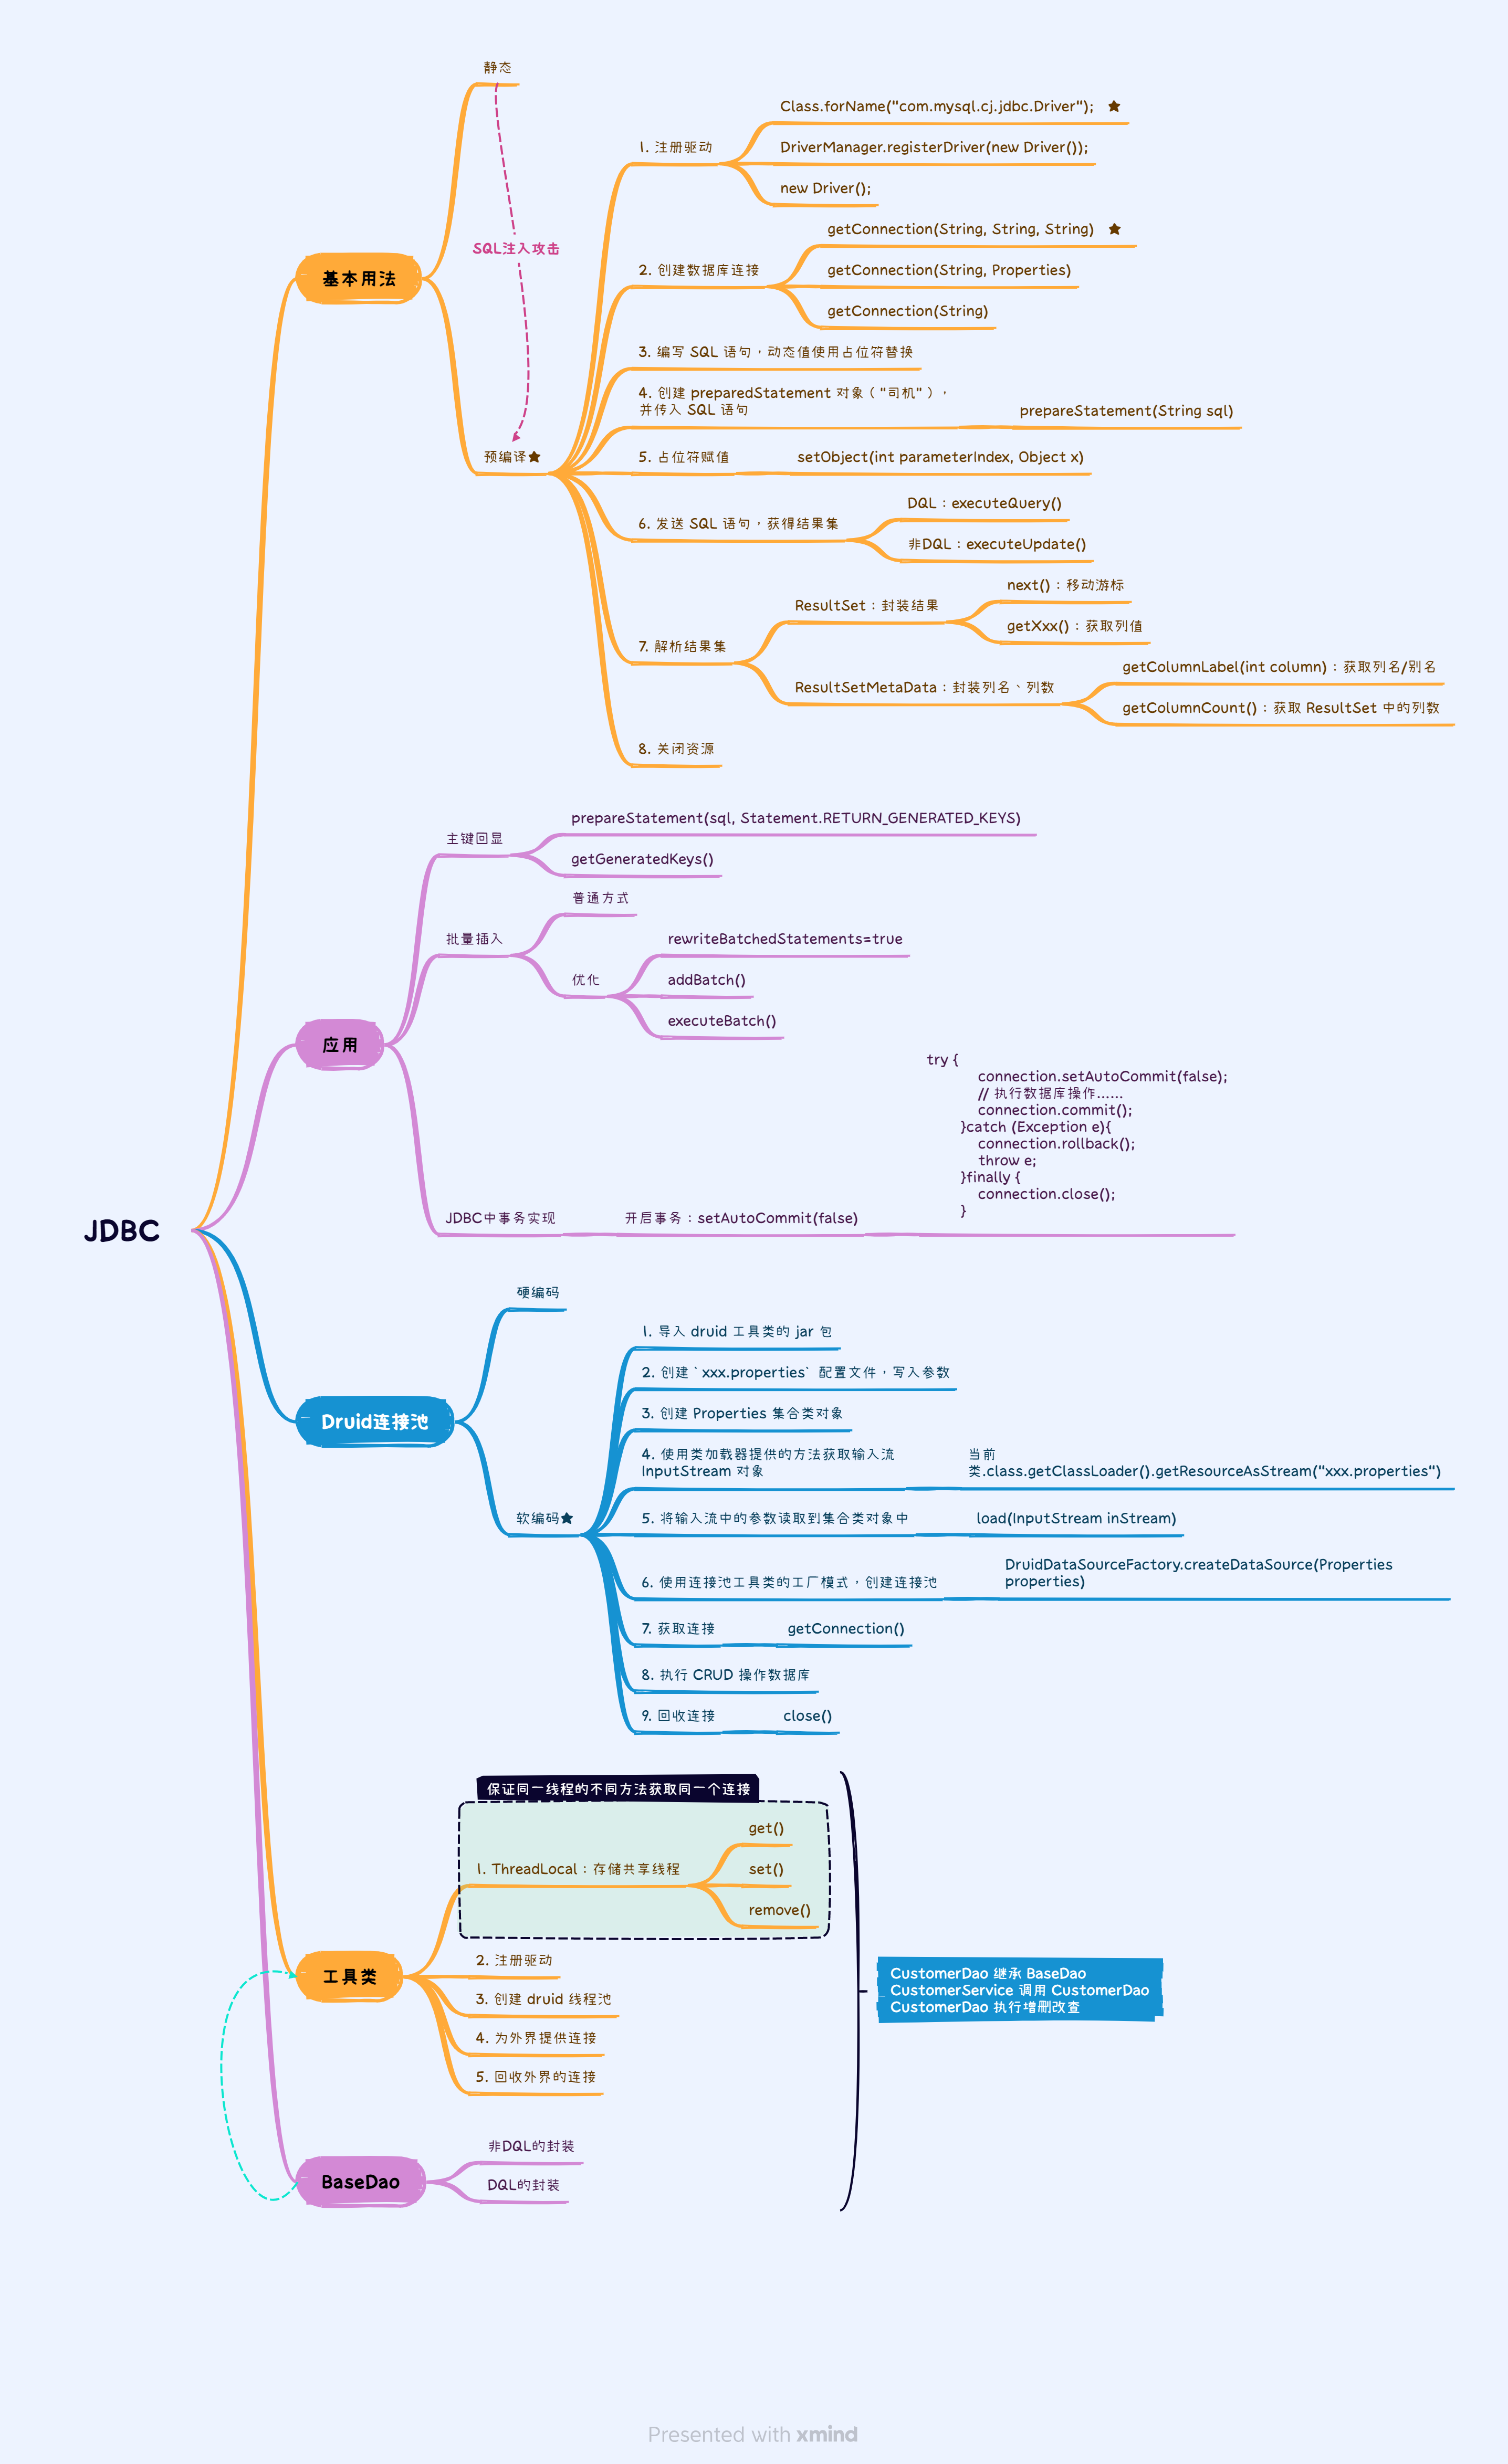 JDBC
基本用法
静态
SQL注入攻击
预编译★
1. 注册驱动
Class.forName("com.mysql.cj.jdbc.Driver"); ★
DriverManager.registerDriver(new Driver());
new Driver();
2. 创建数据库连接
getConnection(String, String, String) ★
getConnection(String, Properties)
getConnection(String)
3. 编写 SQL 语句，动态值使用占位符替换
4. 创建 preparedStatement 对象（"司机"），
并传入 SQL 语句
prepareStatement(String sql)
5. 占位符赋值
setObject(int parameterIndex, Object x)
6. 发送 SQL 语句，获得结果集
DQL：executeQuery()
非DQL：executeUpdate()
7. 解析结果集
ResultSet：封装结果
next()：移动游标
getXxx()：获取列值
ResultSetMetaData：封装列名、列数
getColumnLabel(int column)：获取列名/别名
getColumnCount()：获取 ResultSet 中的列数
8. 关闭资源
应用
主键回显
prepareStatement(sql, Statement.RETURN_GENERATED_KEYS)
getGeneratedKeys()
批量插入
普通方式
优化
rewriteBatchedStatements=true
addBatch()
executeBatch()
JDBC中事务实现
开启事务：setAutoCommit(false)
try {
connection.setAutoCommit(false);
// 执行数据库操作……
connection.commit();
}catch (Exception e){
connection.rollback();
throw e;
}finally {
connection.close();
}
Druid连接池
硬编码
软编码★
1. 导入 druid 工具类的 jar 包
2. 创建 `xxx.properties` 配置文件，写入参数
3. 创建 Properties 集合类对象
4. 使用类加载器提供的方法获取输入流
InputStream 对象
当前
类.class.getClassLoader().getResourceAsStream("xxx.properties")
5. 将输入流中的参数读取到集合类对象中
load(InputStream inStream)
6. 使用连接池工具类的工厂模式，创建连接池
DruidDataSourceFactory.createDataSource(Properties
properties)
7. 获取连接
getConnection()
8. 执行 CRUD 操作数据库
9. 回收连接
close()
工具类
保证同一线程的不同方法获取同一个连接
1. ThreadLocal：存储共享线程
get()
set()
remove()
2. 注册驱动
3. 创建 druid 线程池
4. 为外界提供连接
5. 回收外界的连接
BaseDao
非DQL的封装
DQL的封装
CustomerDao 继承 BaseDao
CustomerService 调用 CustomerDao
CustomerDao 执行增删改查
Presented with xmind